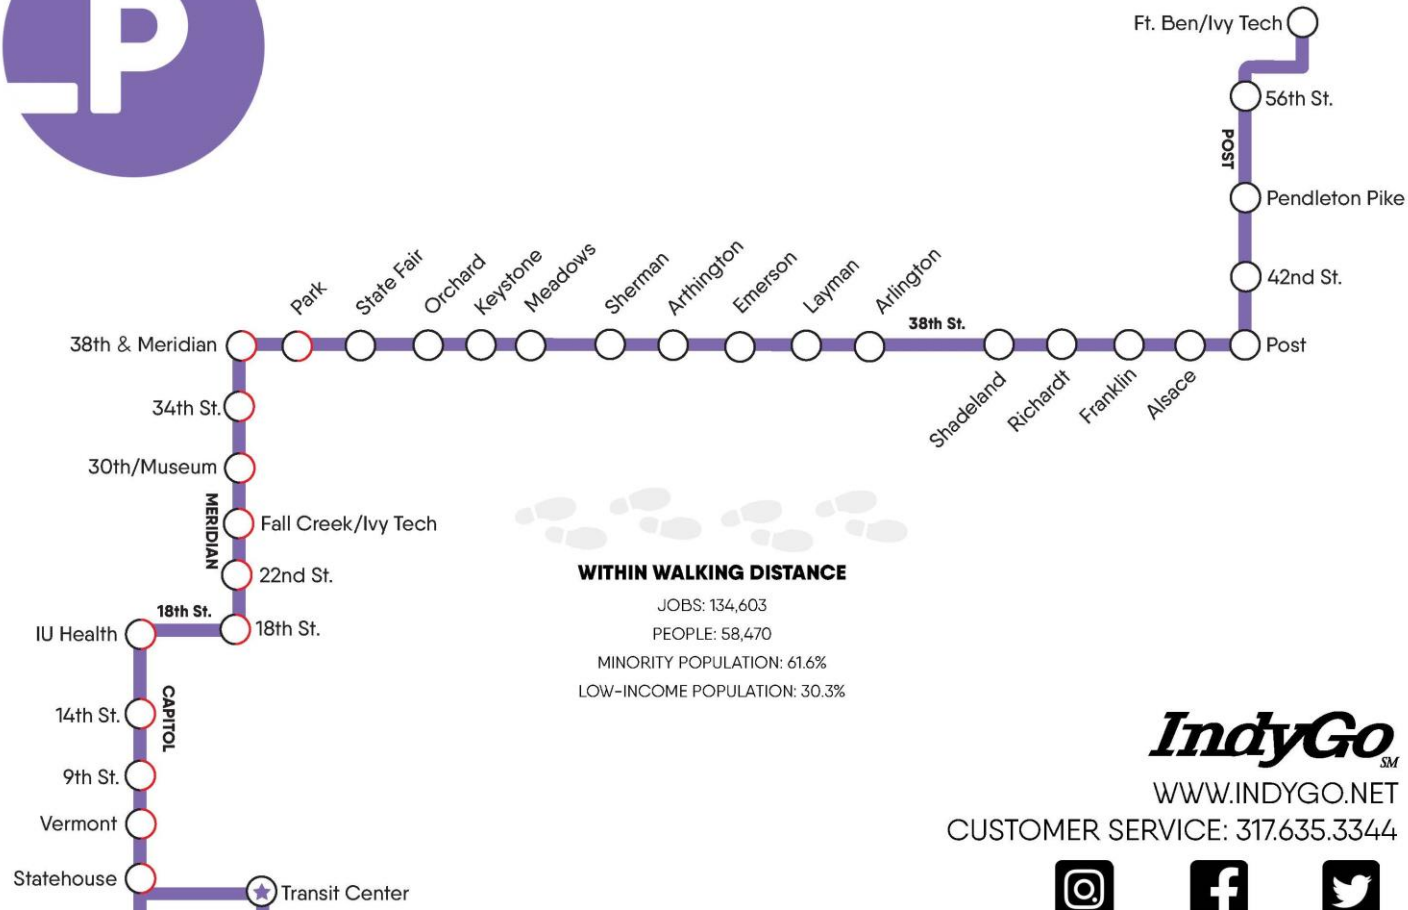 P
Ft. Ben/Ivy Tech
56th St.
POST
Pendleton Pike
42nd St.
Post
38th & Meridian
Park
State Fair
Orchard
Keystone
Meadows
Sherman
Arthington
Emerson
Layman
Arlington
38th St.
Shadeland
Richardt
Franklin
Alsace
34th St.
30th/Museum
MERIDIAN
Fall Creek/Ivy Tech
22nd St.
18th St.
18th St.
IU Health
CAPITOL
14th St.
9th St.
Vermont
Statehouse
Transit Center
WITHIN WALKING DISTANCE
JOBS: 134,603
PEOPLE: 58,470
MINORITY POPULATION: 61.6%
LOW-INCOME POPULATION: 30.3%
IndyGo SM
WWW.INDYGO.NET
CUSTOMER SERVICE: 317.635.3344